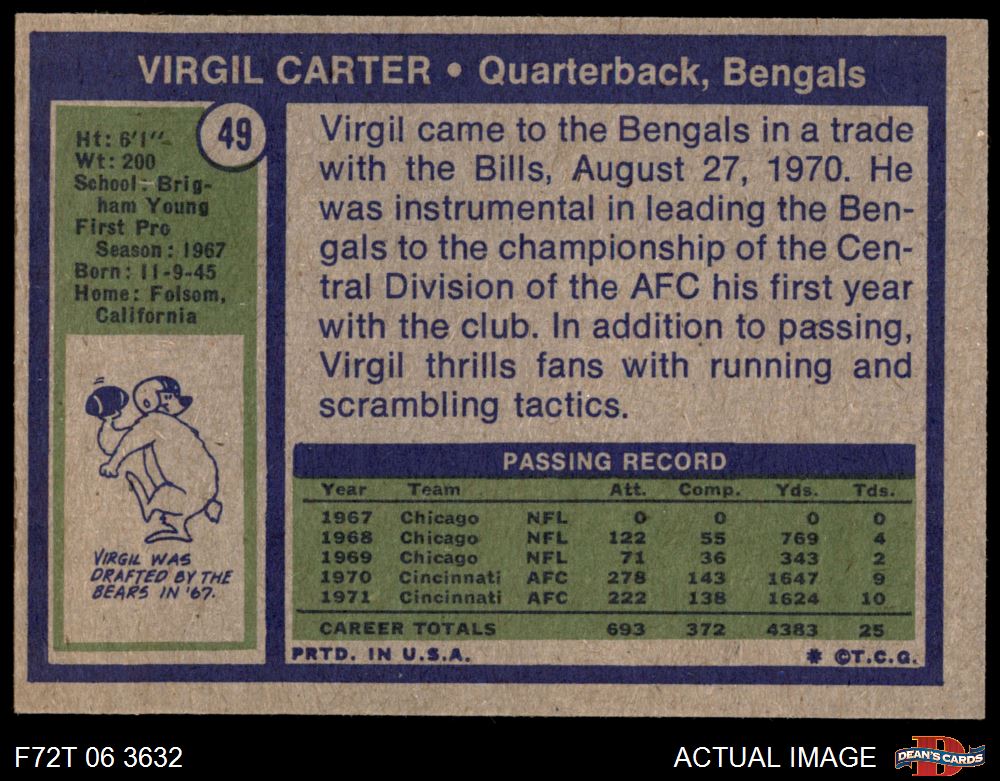 VIRGIL CARTER • Quarterback, Bengals
49
Ht: 6'1"
Wt: 200
School: Brig-
ham Young
First Pro
Season: 1967
Born: 11-9-45
Home: Folsom,
California
VIRGIL WAS
DRAFTED BY THE
BEARS IN '67.
Virgil came to the Bengals in a trade
with the Bills, August 27, 1970. He
was instrumental in leading the Ben-
gals to the championship of the Cen-
tral Division of the AFC his first year
with the club. In addition to passing,
Virgil thrills fans with running and
scrambling tactics.
PASSING RECORD
Year Team Att. Comp. Yds. Tds.
1967 Chicago NFL 0 0 0 0
1968 Chicago NFL 122 55 769 4
1969 Chicago NFL 71 36 343 2
1970 Cincinnati AFC 278 143 1647 9
1971 Cincinnati AFC 222 138 1624 10
CAREER TOTALS 693 372 4383 25
PRTD. IN U.S.A. * ©T.C.G.
F72T 06 3632
ACTUAL IMAGE
D
DEAN'S CARDS